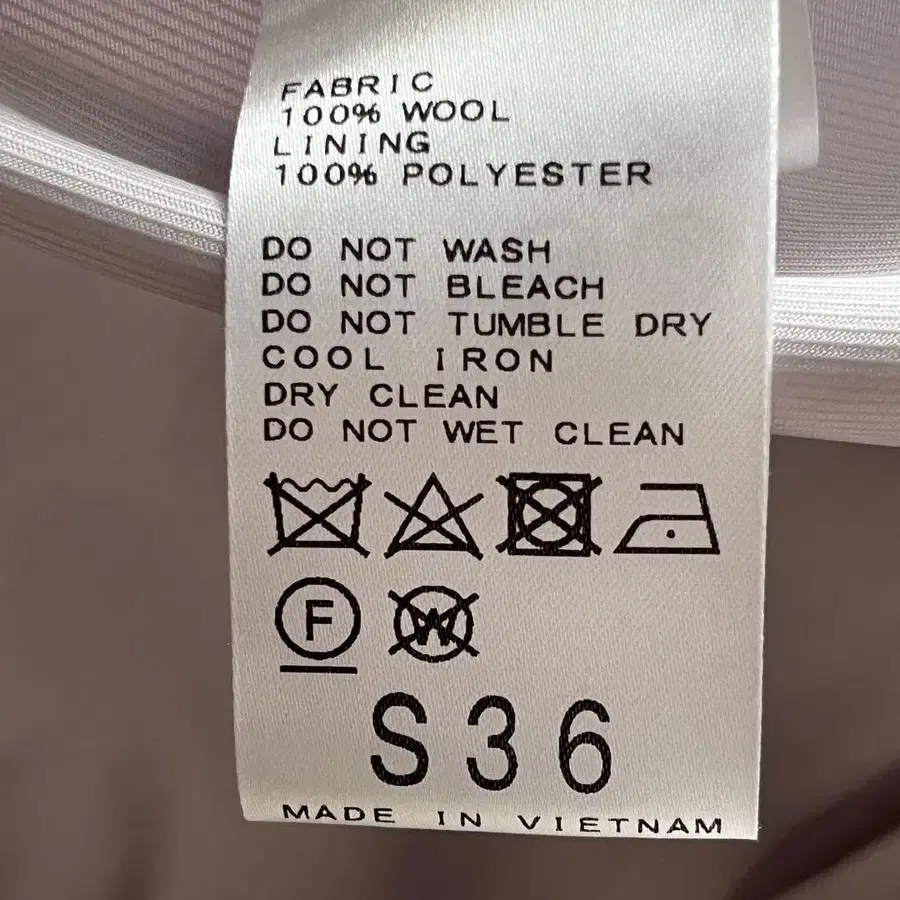 FABRIC
100% WOOL
LINING
100% POLYESTER
DO NOT WASH
DO NOT BLEACH
DO NOT TUMBLE DRY
COOL IRON
DRY CLEAN
DO NOT WET CLEAN
F W
S36
MADE IN VIETNAM